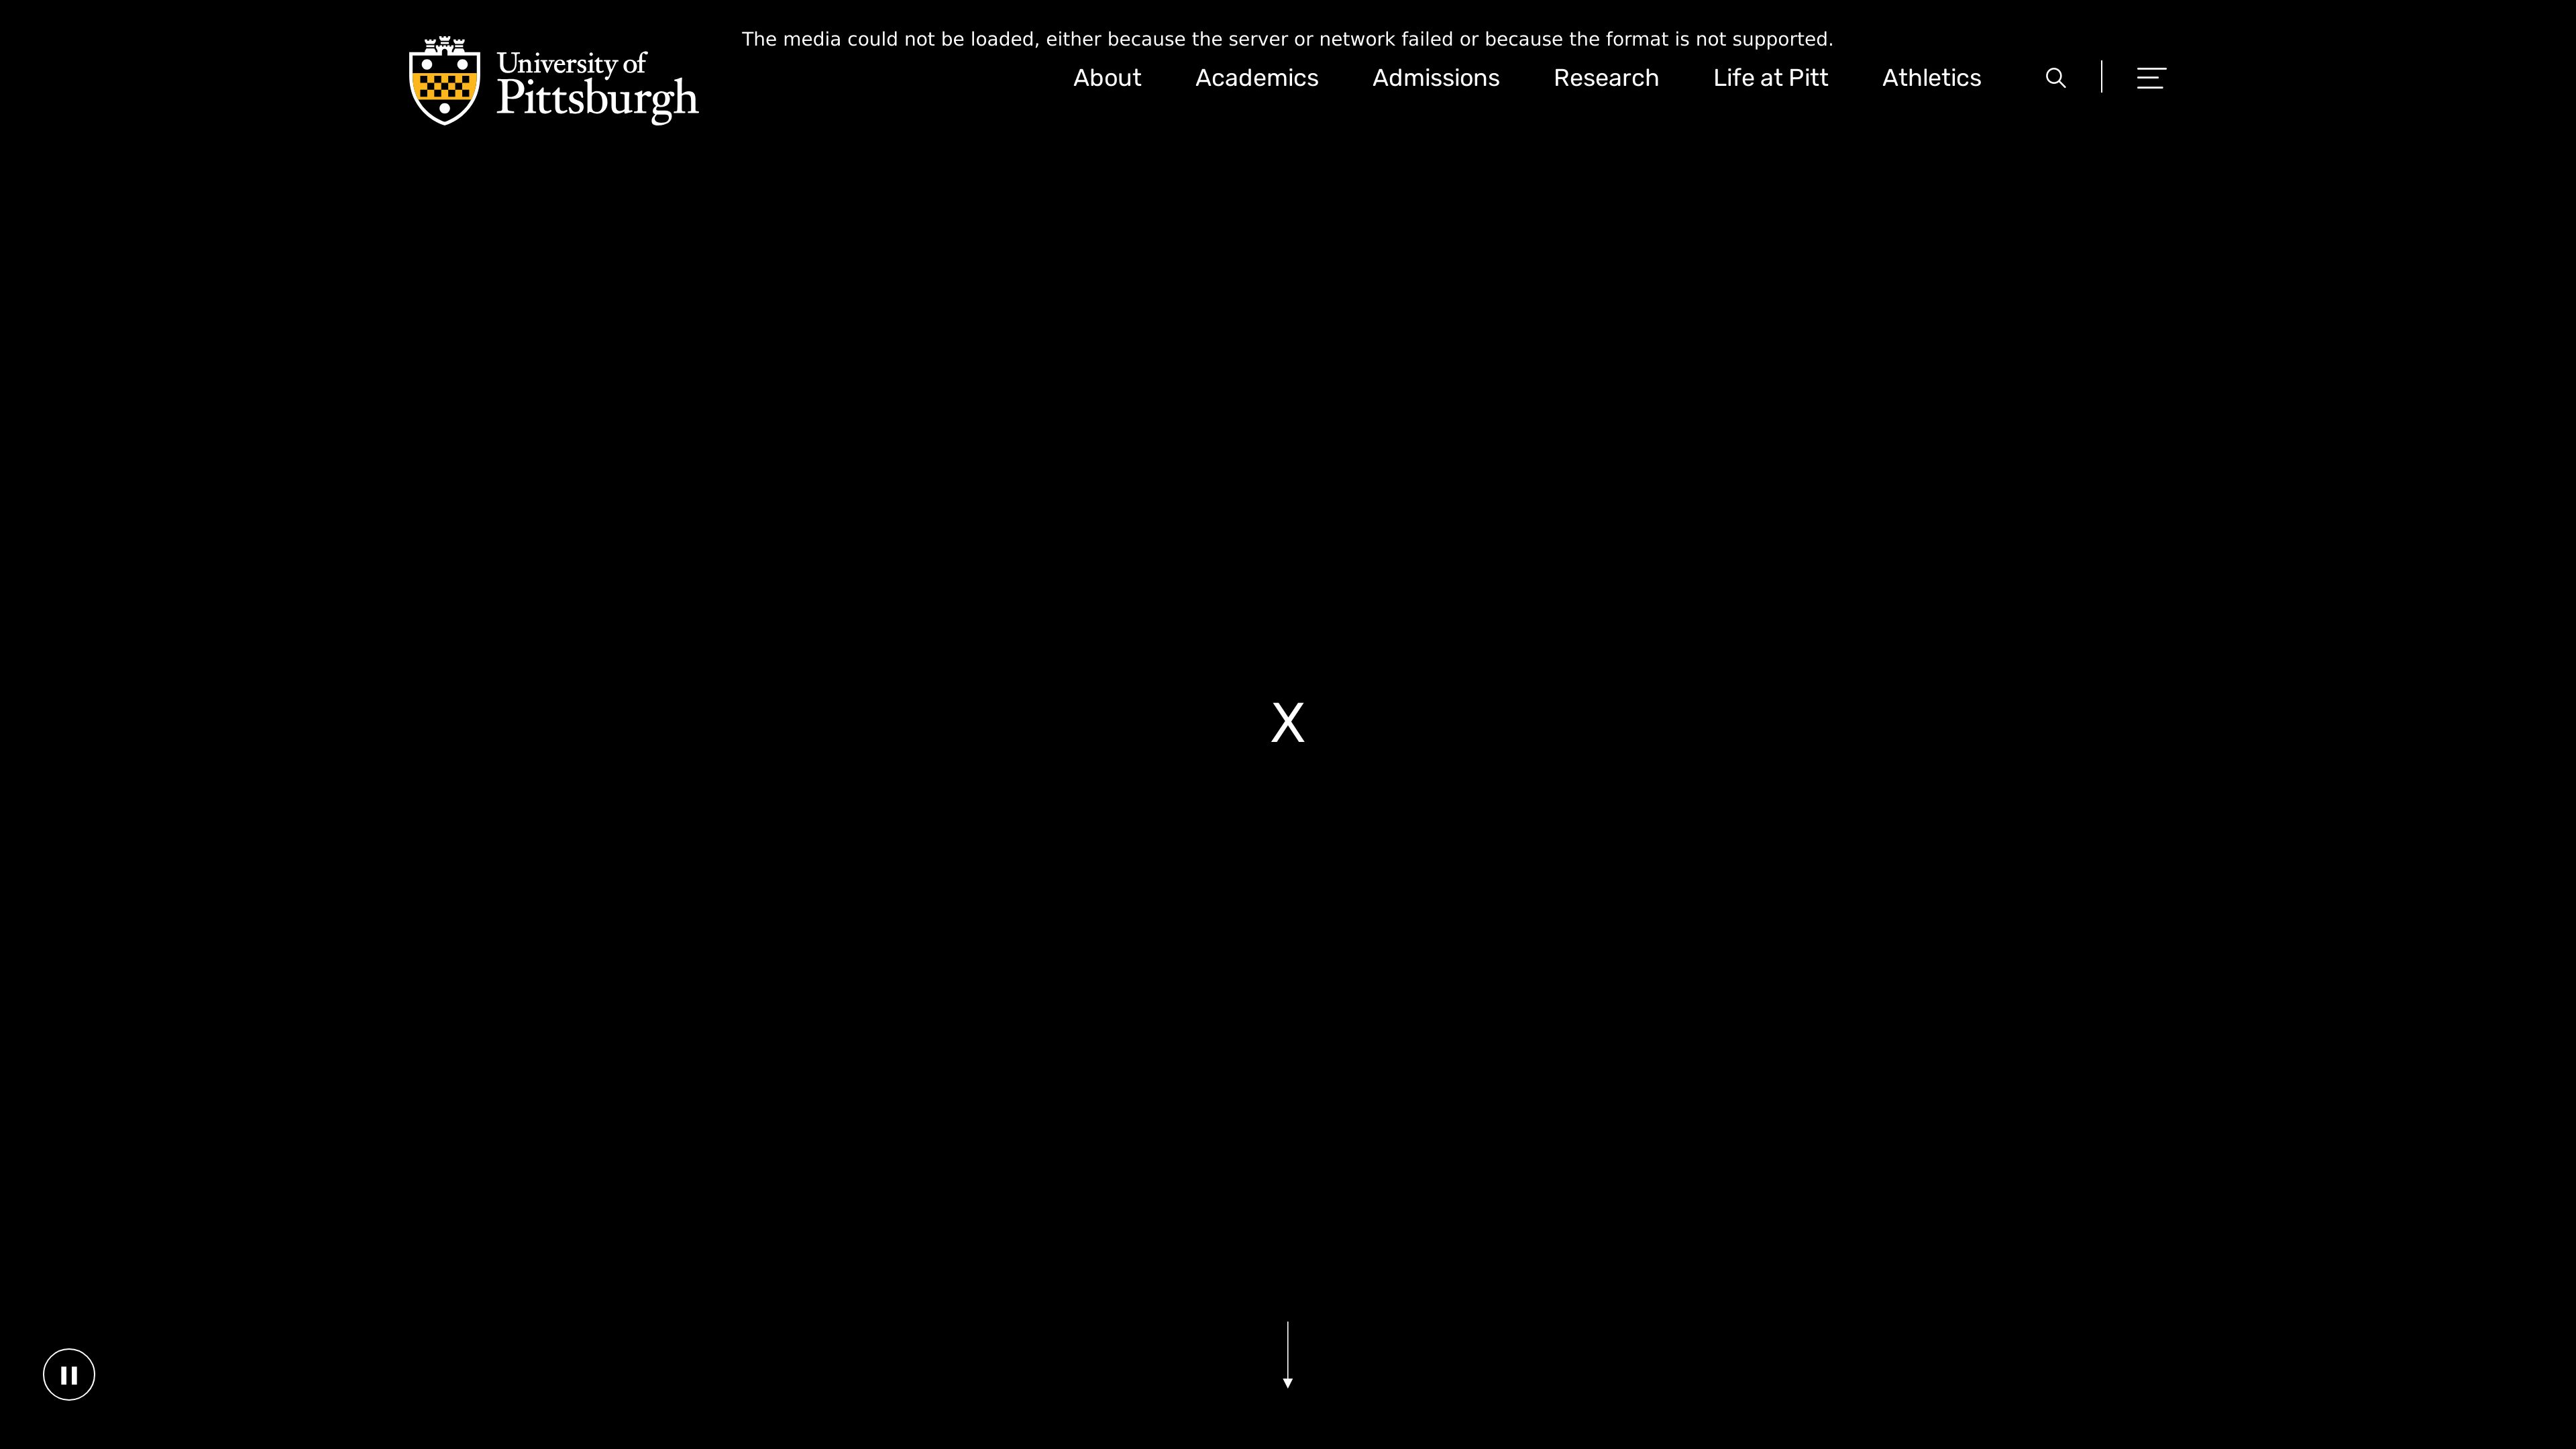 The media could not be loaded, either because the server or network failed or because the format is not supported.
University of
Pittsburgh
About Academics Admissions Research Life at Pitt Athletics
X